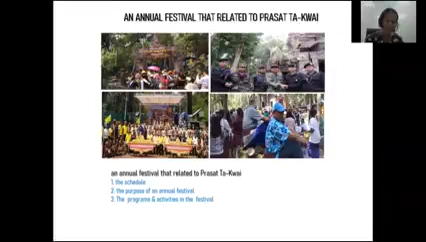 AN ANNUAL FESTIVAL THAT RELATED TO PRASAT TA-KWAI
an annual festival that related to Prasat Ta-Kwai
1. the schedule
2. the purpose of an annual festival
3. The programs & activities in the festival